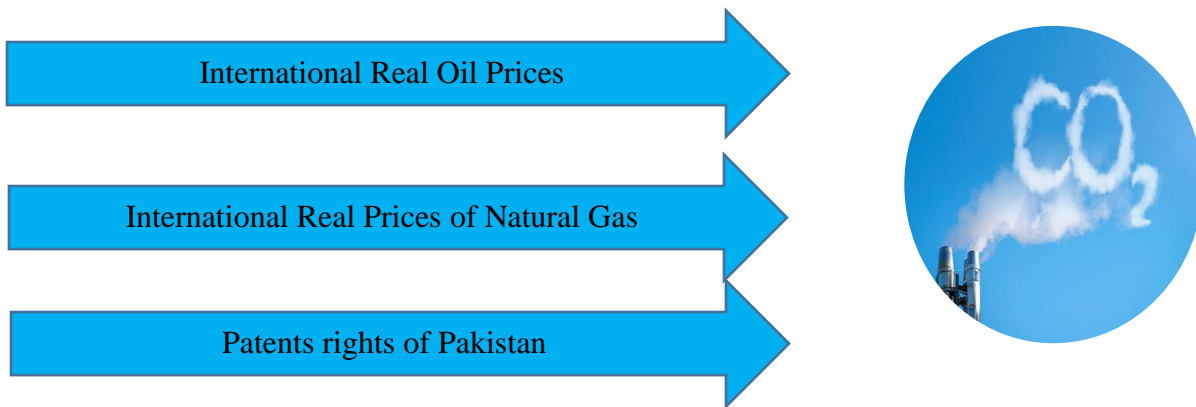 International Real Oil Prices
International Real Prices of Natural Gas
Patents rights of Pakistan
CO2